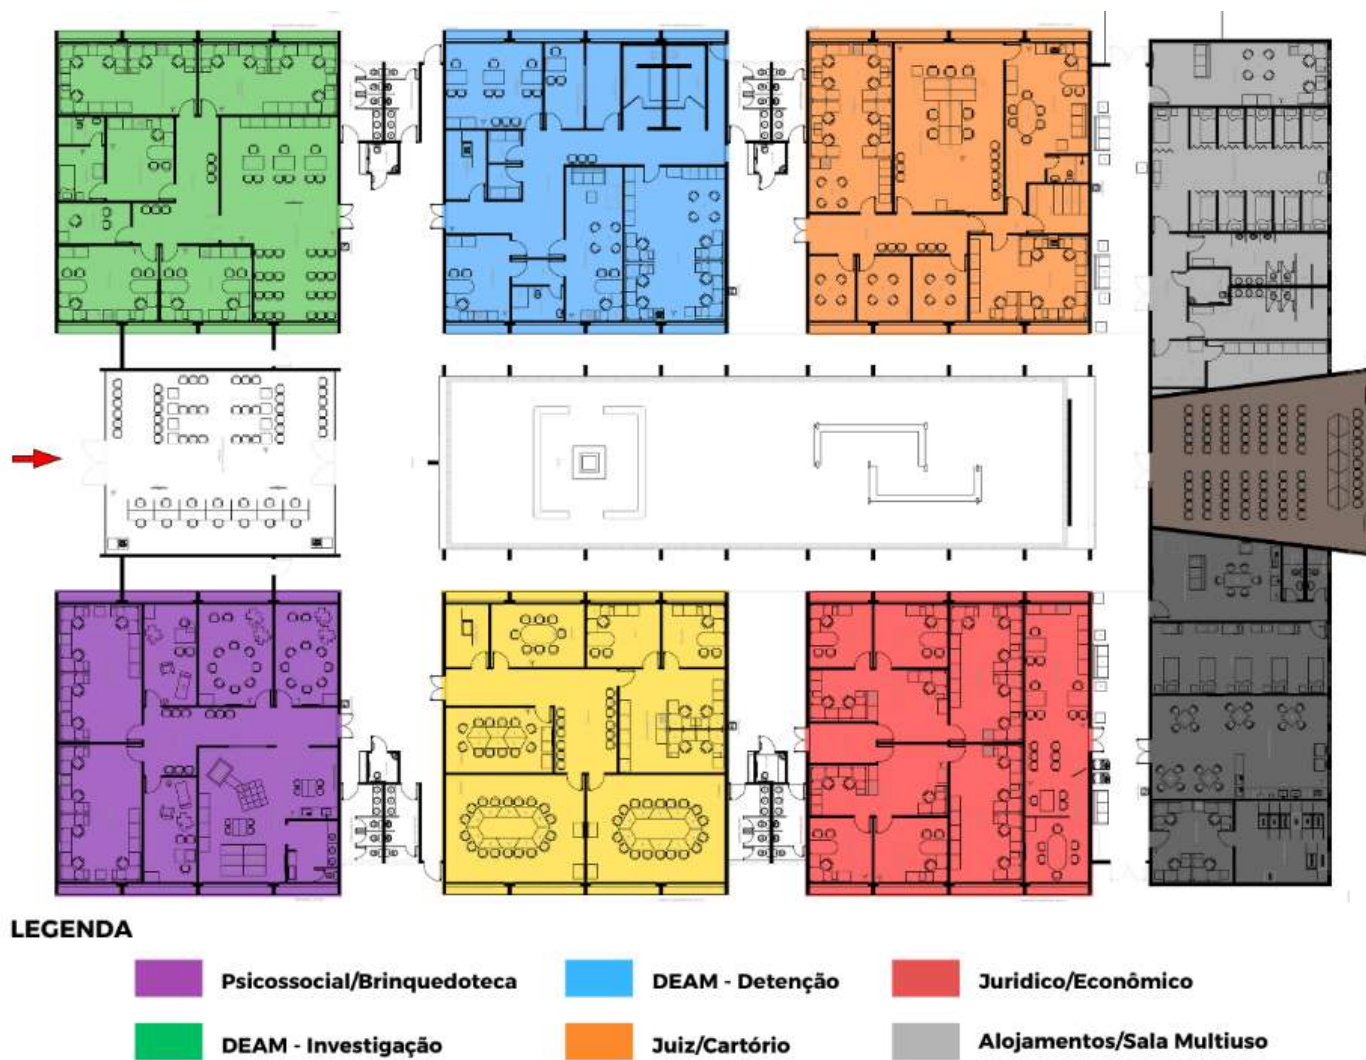 LEGENDA
Psicossocial/Brinquedoteca
DEAM - Detenção
Juridico/Econômico
DEAM - Investigação
Juiz/Cartório
Alojamentos/Sala Multiuso